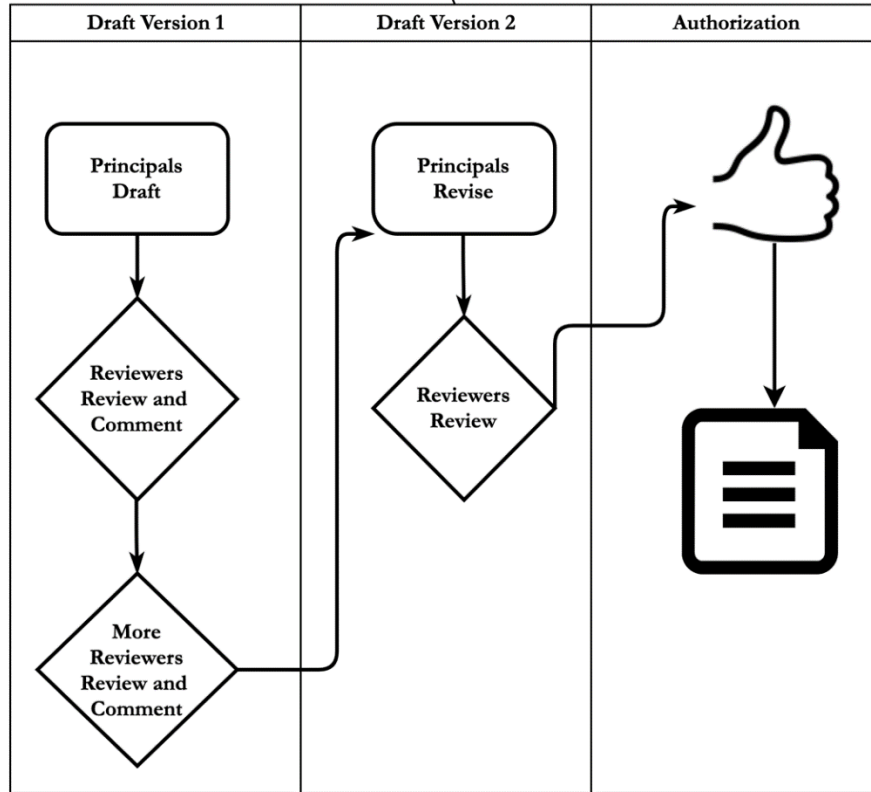 Draft Version 1
Draft Version 2
Authorization
Principals
Draft
Reviewers
Review and
Comment
More
Reviewers
Review and
Comment
Principals
Revise
Reviewers
Review